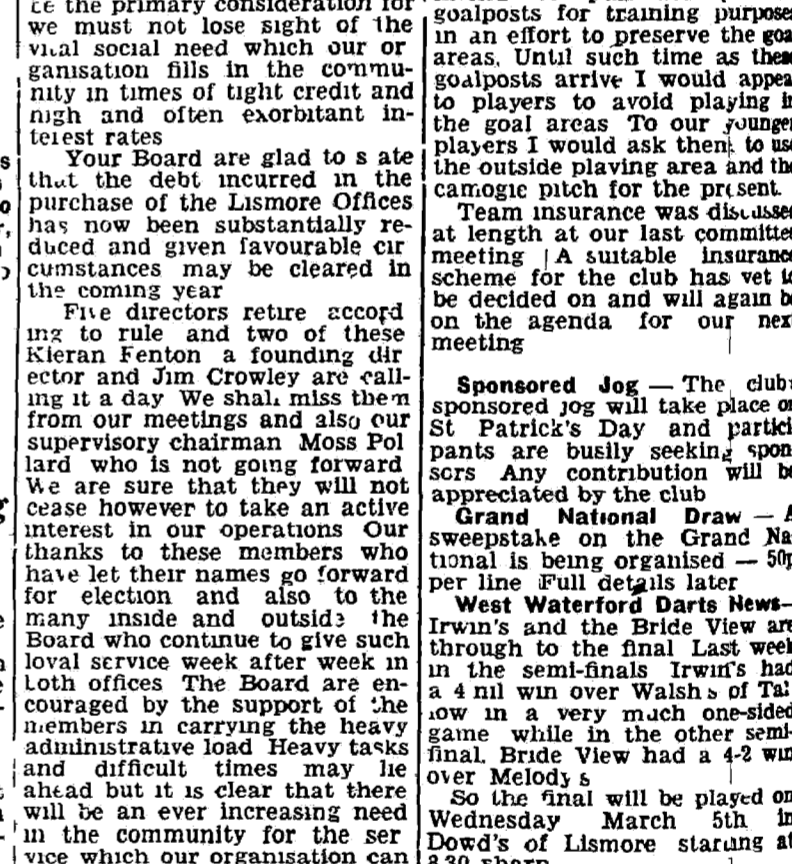 the primary consideration for
we must not lose sight of the
vital social need which our or
ganisation fills in the commu-
nity in times of tight credit and
high and often exorbitant in-
terest rates
Your Board are glad to s ate
that the debt incurred in the
purchase of the Lismore Offices
has now been substantially re-
duced and given favourable cir
cumstances may be cleared in
the coming year
Five directors retire accord
ing to rule and two of these
Kieran Fenton a founding dir
ector and Jim Crowley are call-
ing it a day We shall miss them
from our meetings and also our
supervisory chairman Moss Pol
lard who is not going forward
We are sure that they will not
cease however to take an active
interest in our operations Our
thanks to these members who
have let their names go forward
for election and also to the
many inside and outside the
Board who continue to give such
loyal service week after week in
both offices The Board are en-
couraged by the support of the
members in carrying the heavy
administrative load Heavy tasks
and difficult times may lie
ahead but it is clear that there
will be an ever increasing need
in the community for the ser
vice which our organisation can
goalposts for training purposes
in an effort to preserve the goal
areas. Until such time as these
goalposts arrive I would appea
to players to avoid playing in
the goal areas To our younger
players I would ask them to use
the outside playing area and the
camogie pitch for the present.
Team insurance was discussed
at length at our last committee
meeting A suitable insurance
scheme for the club has yet to
be decided on and will again be
on the agenda for our next
meeting
Sponsored Jog — The club
sponsored jog will take place on
St Patrick's Day and partici
pants are busily seeking spon
sors Any contribution will be
appreciated by the club
Grand National Draw — A
sweepstake on the Grand Na
tional is being organised — 50p
per line Full details later
West Waterford Darts News—
Irwin's and the Bride View are
through to the final Last week
in the semi-finals Irwin's had
a 4 nil win over Walsh s of Tal
low in a very much one-sided
game while in the other semi-
final. Bride View had a 4-2 win
over Melody s
So the final will be played on
Wednesday March 5th in
Dowd's of Lismore starting at
8 30 sharp